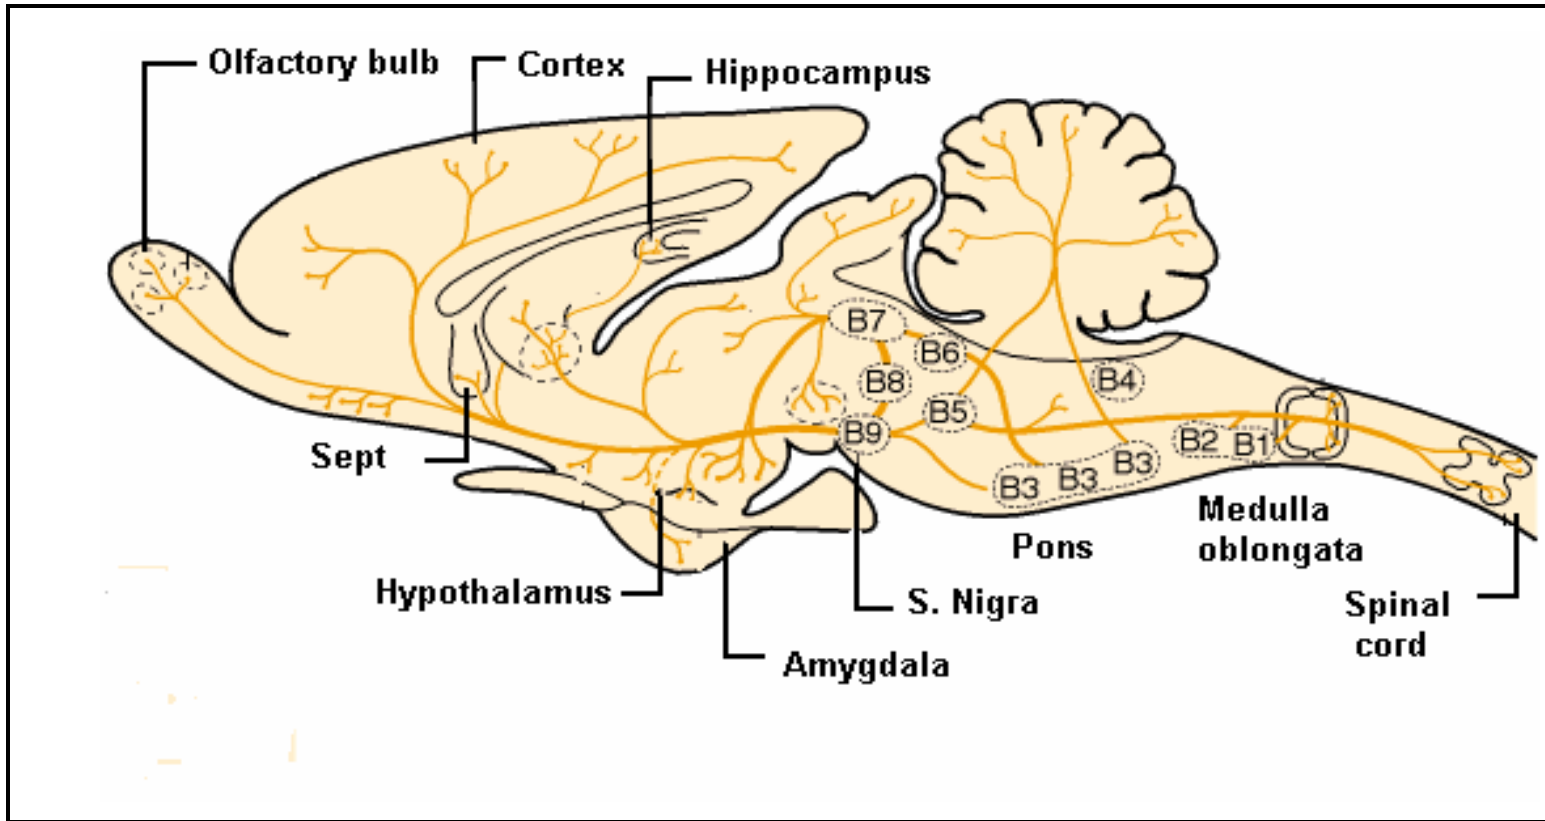 Olfactory bulb
Cortex
Hippocampus
B7
B6
B8
B4
B5
B9
B2
B1
B3
B3
B3
Sept
Medulla
oblongata
Pons
Hypothalamus
S. Nigra
Spinal
cord
Amygdala